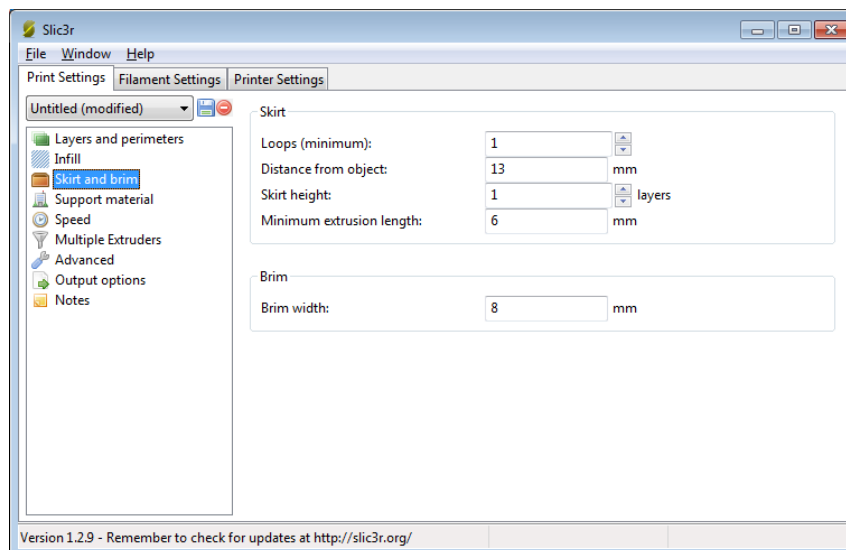 Slic3r
File Window Help
Print Settings Filament Settings Printer Settings
Untitled (modified)
Layers and perimeters
Infill
Skirt and brim
Support material
Speed
Multiple Extruders
Advanced
Output options
Notes
Skirt
Loops (minimum): 1
Distance from object: 13 mm
Skirt height: 1 layers
Minimum extrusion length: 6 mm
Brim
Brim width: 8 mm
Version 1.2.9 - Remember to check for updates at http://slic3r.org/